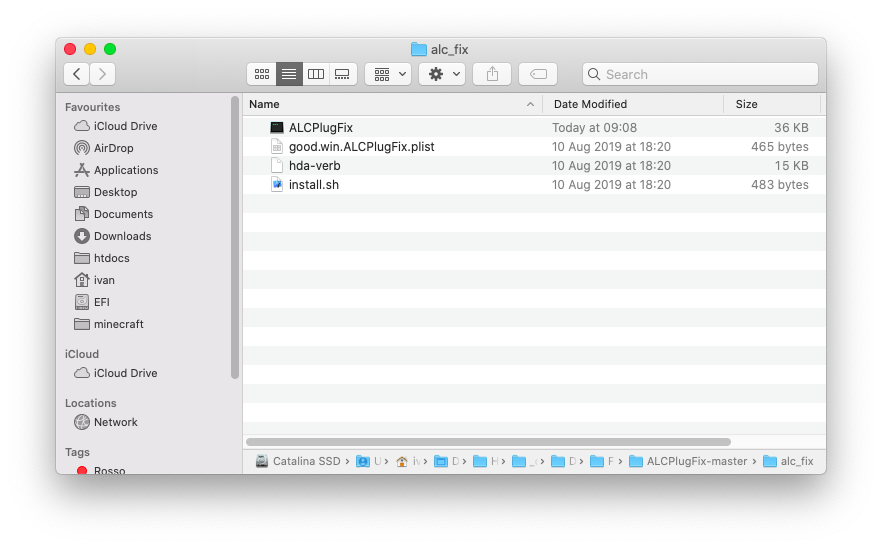 alc_fix
Search
Favourites
iCloud Drive
AirDrop
Applications
Desktop
Documents
Downloads
htdocs
ivan
EFI
minecraft
iCloud
iCloud Drive
Locations
Network
Tags
Rosso
Name Date Modified Size
ALCPlugFix Today at 09:08 36 KB
good.win.ALCPlugFix.plist 10 Aug 2019 at 18:20 465 bytes
hda-verb 10 Aug 2019 at 18:20 15 KB
install.sh 10 Aug 2019 at 18:20 483 bytes
Catalina SSD › U › iv › D › H › _ › D › F › ALCPlugFix-master › alc_fix